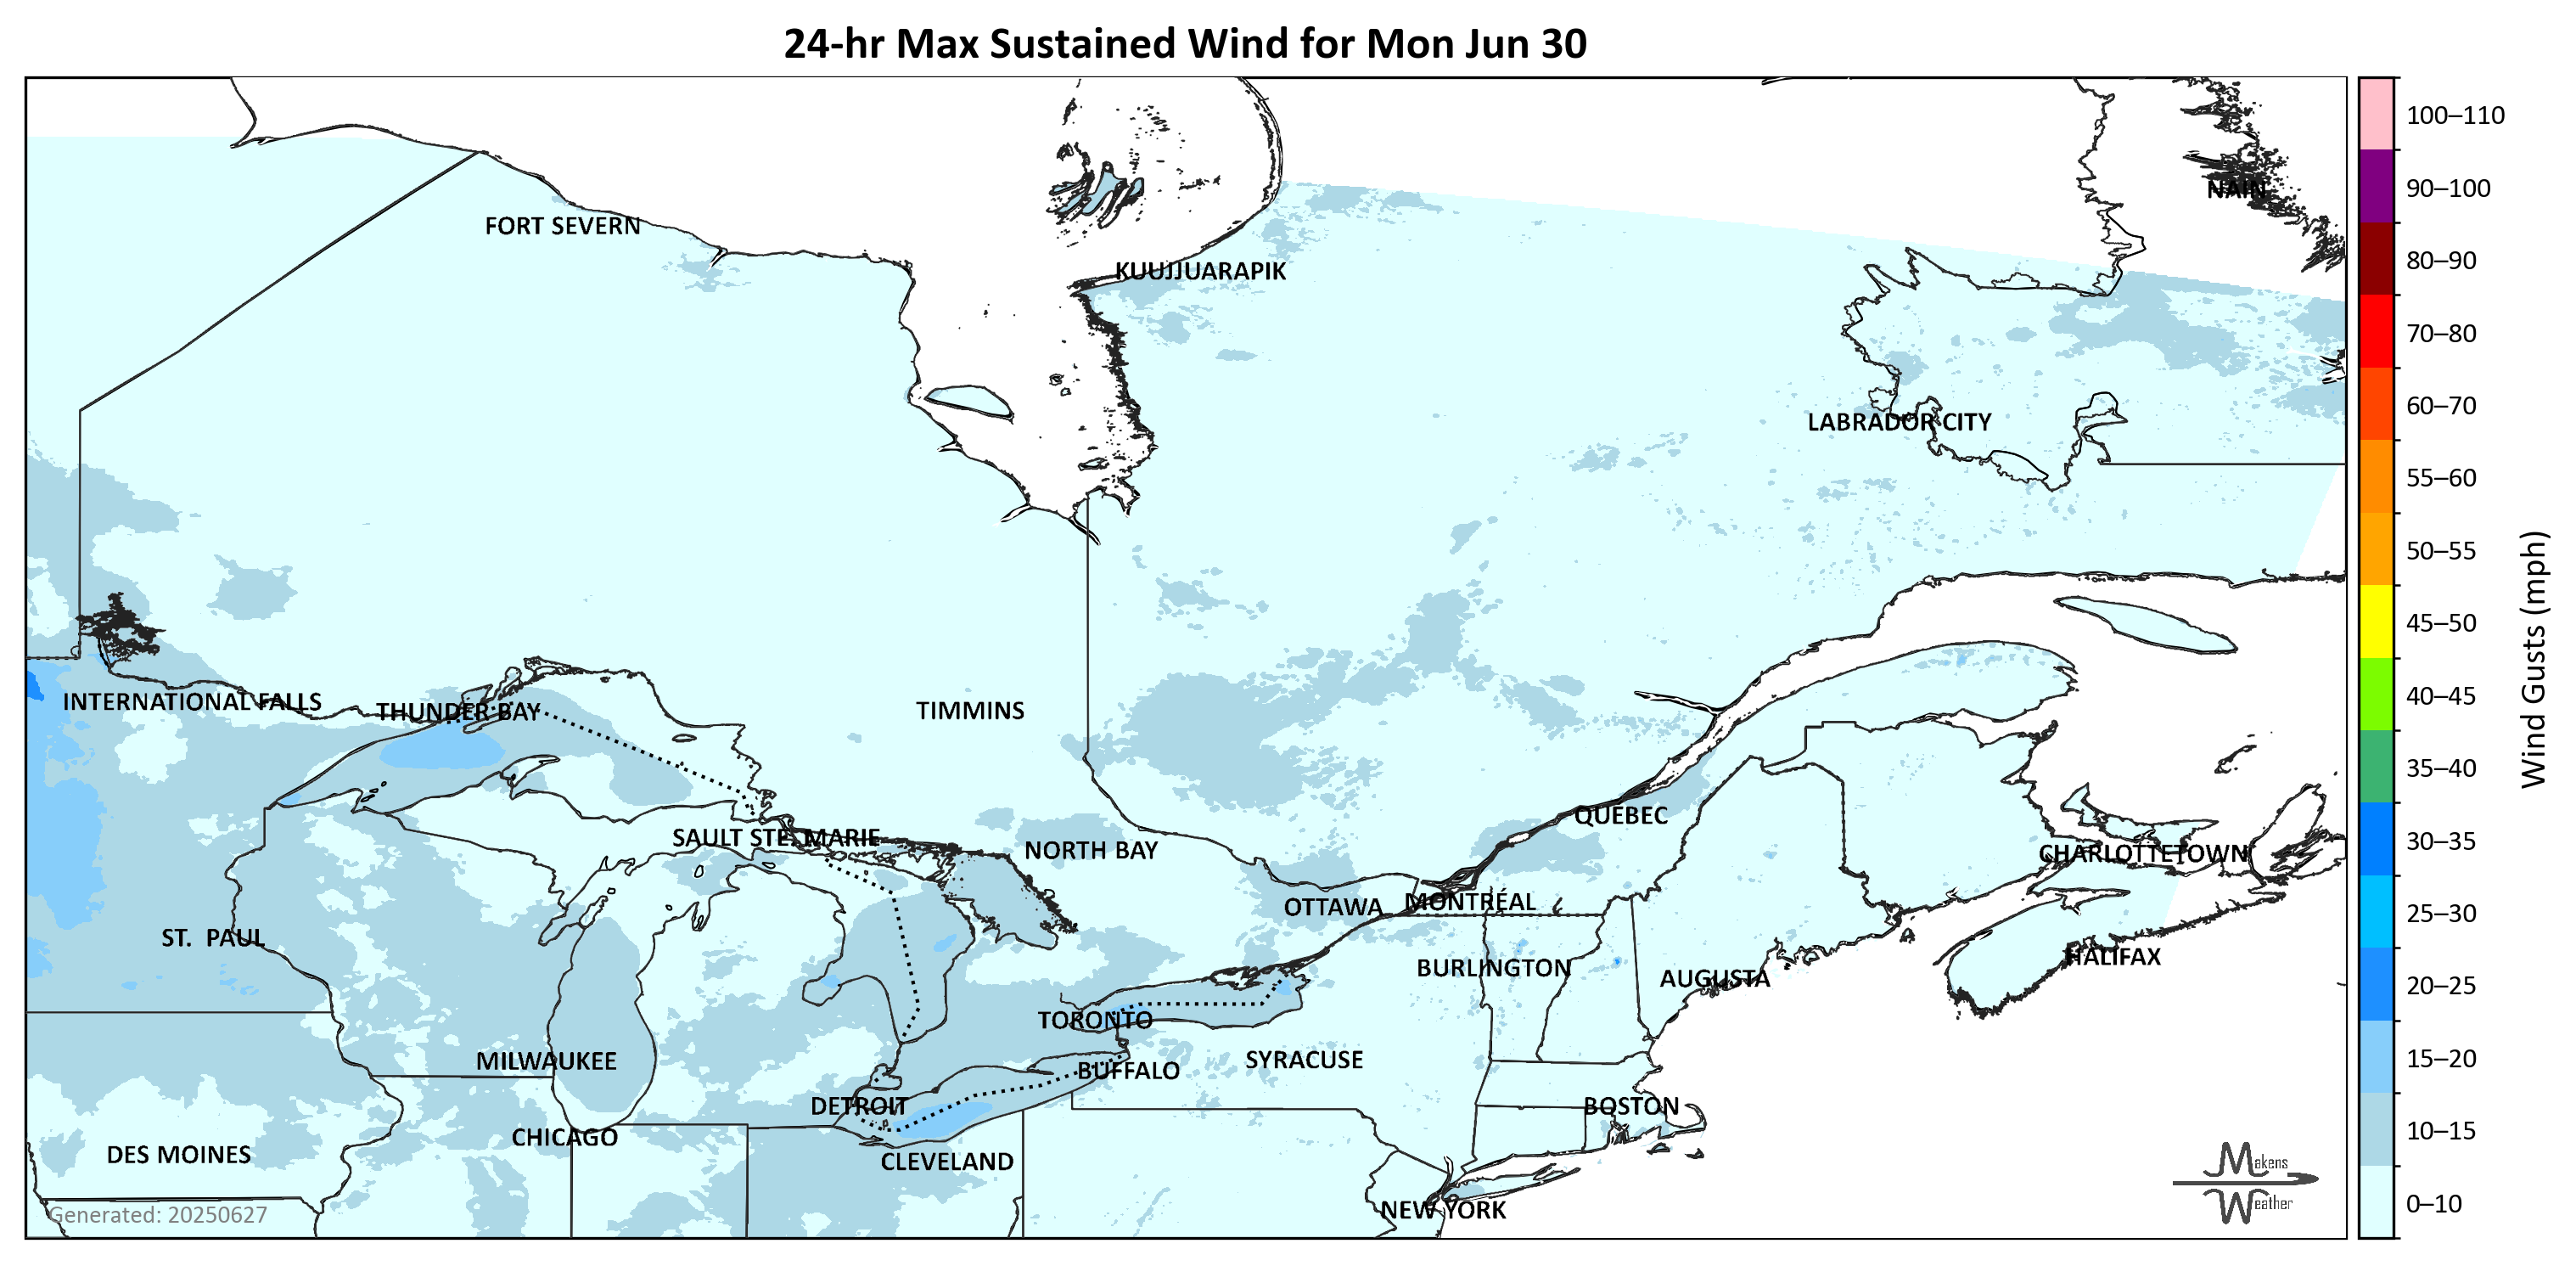 24-hr Max Sustained Wind for Mon Jun 30
100–110
90–100
80–90
70–80
60–70
55–60
50–55
45–50
40–45
35–40
30–35
25–30
20–25
15–20
10–15
0–10
Wind Gusts (mph)
NAIN
FORT SEVERN
KUUJJUARAPIK
LABRADOR CITY
INTERNATIONAL FALLS
THUNDER BAY
TIMMINS
QUEBEC
SAULT STE. MARIE
NORTH BAY
CHARLOTTETOWN
OTTAWA
MONTRÉAL
ST. PAUL
HALIFAX
BURLINGTON
AUGUSTA
TORONTO
MILWAUKEE
SYRACUSE
BUFFALO
DETROIT
BOSTON
CHICAGO
DES MOINES
CLEVELAND
NEW YORK
Generated: 20250627
Makens
Weather